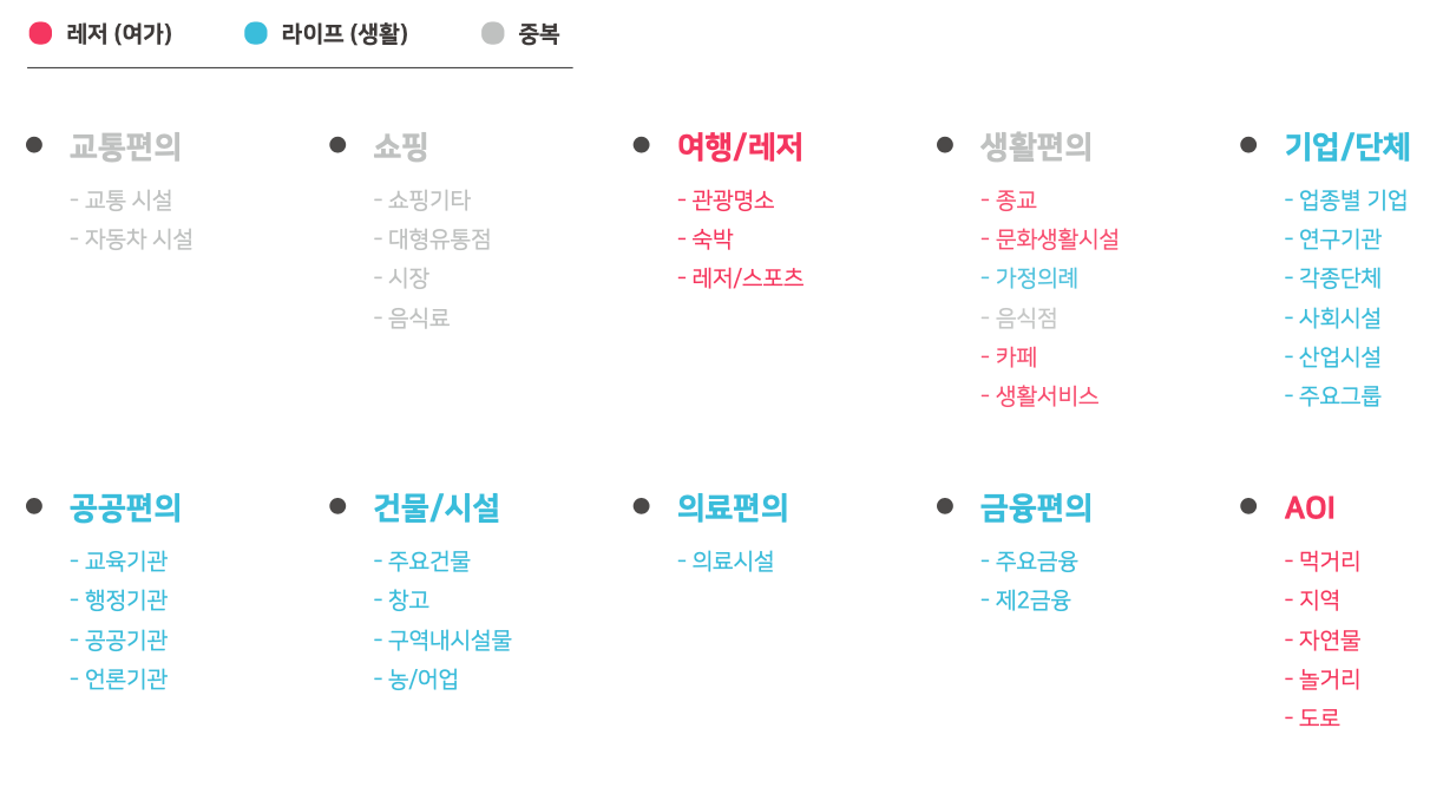 레저 (여가) 라이프 (생활) 중복
교통편의
- 교통 시설
- 자동차 시설
쇼핑
- 쇼핑기타
- 대형유통점
- 시장
- 음식료
여행/레저
- 관광명소
- 숙박
- 레저/스포츠
생활편의
- 종교
- 문화생활시설
- 가정의례
- 음식점
- 카페
- 생활서비스
기업/단체
- 업종별 기업
- 연구기관
- 각종단체
- 사회시설
- 산업시설
- 주요그룹
공공편의
- 교육기관
- 행정기관
- 공공기관
- 언론기관
건물/시설
- 주요건물
- 창고
- 구역내시설물
- 농/어업
의료편의
- 의료시설
금융편의
- 주요금융
- 제2금융
AOI
- 먹거리
- 지역
- 자연물
- 놀거리
- 도로